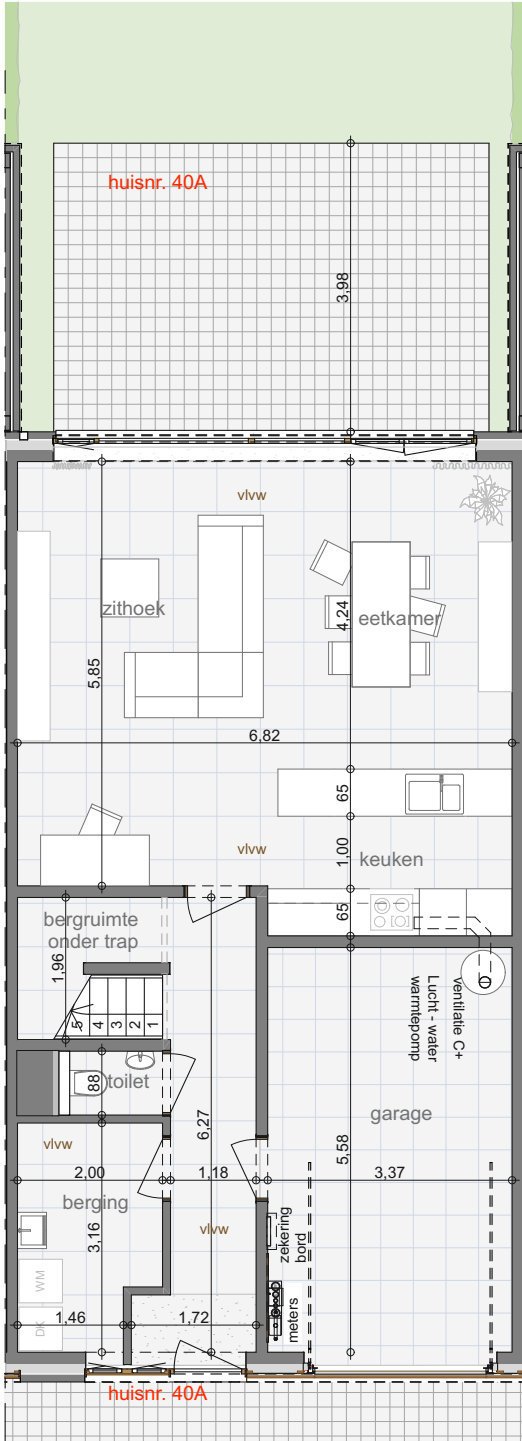 huisnr. 40A
3,98
vlvw
zithoek
4,24
eetkamer
5,85
6,82
65
1,00
vlvw
keuken
65
bergruimte
onder trap
1,96
5 4 3 2 1
ventilatie C+
Lucht - water
warmtepomp
88
toilet
6,27
garage
5,58
vlvw
2,00
1,18
3,37
berging
3,16
vlvw
zekering
bord
WM
DK
meters
1,46
1,72
huisnr. 40A